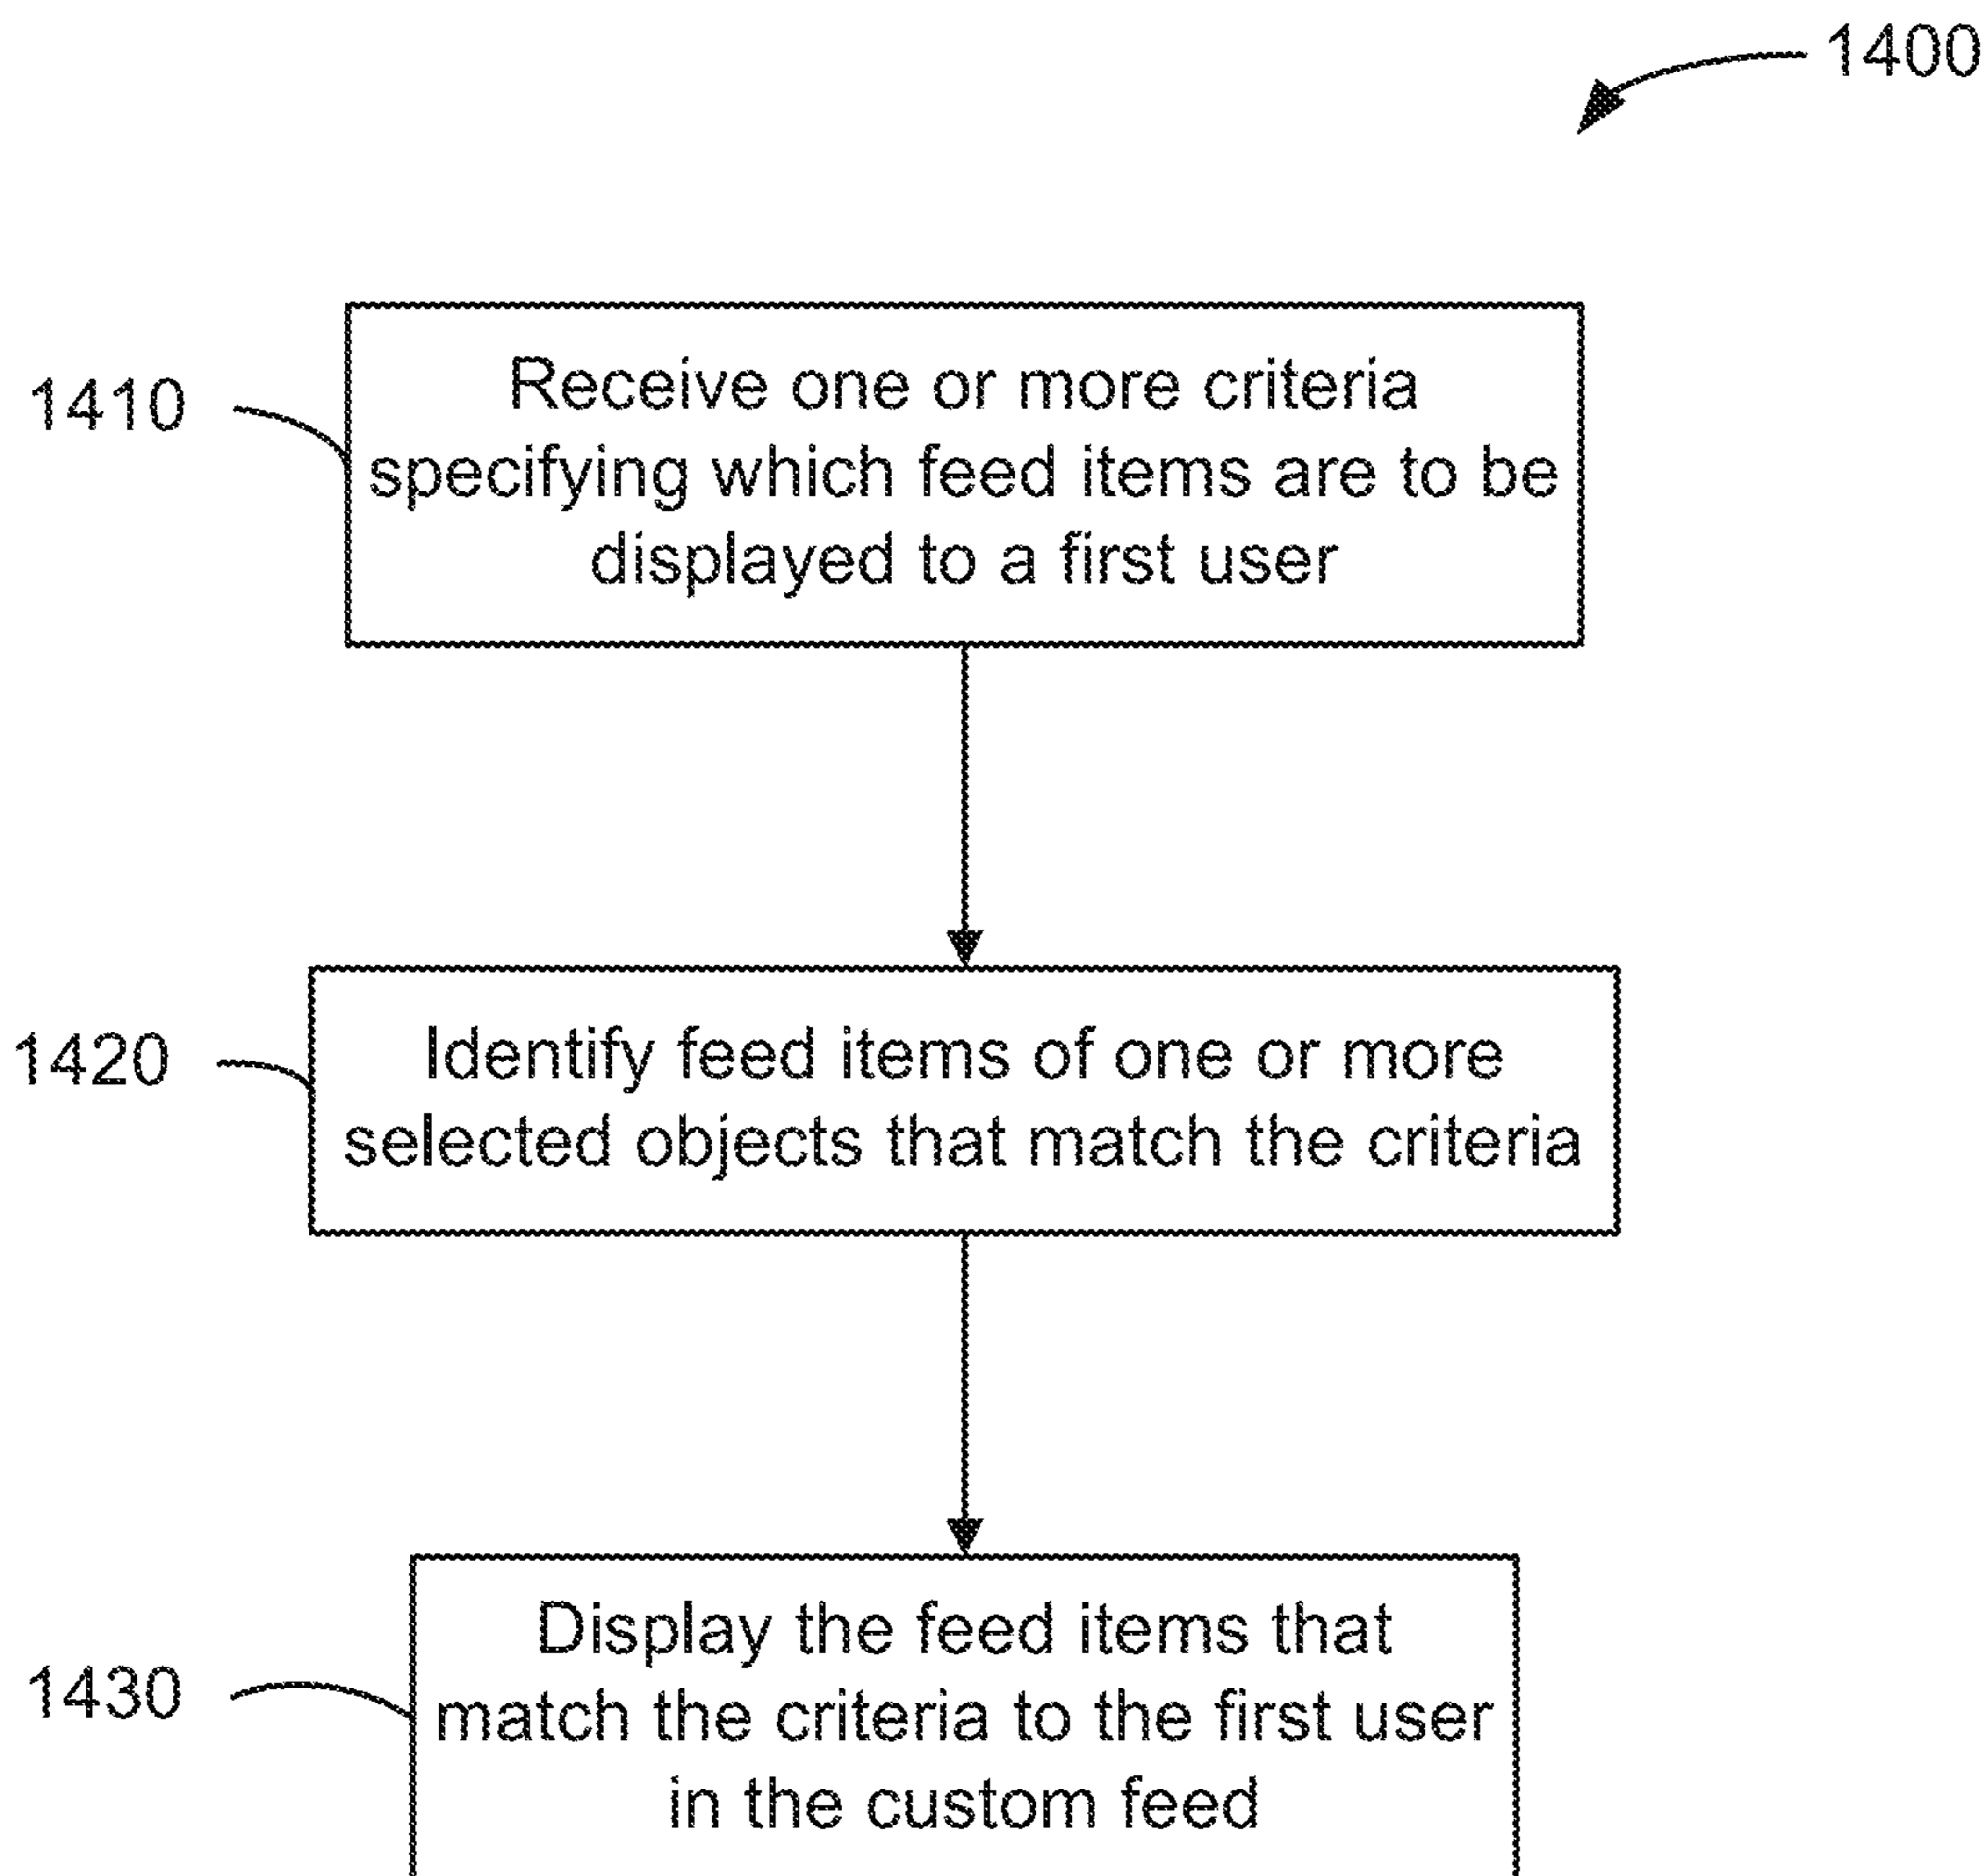 1400
1410
Receive one or more criteria
specifying which feed items are to be
displayed to a first user
1420
Identify feed items of one or more
selected objects that match the criteria
1430
Display the feed items that
match the criteria to the first user
in the custom feed